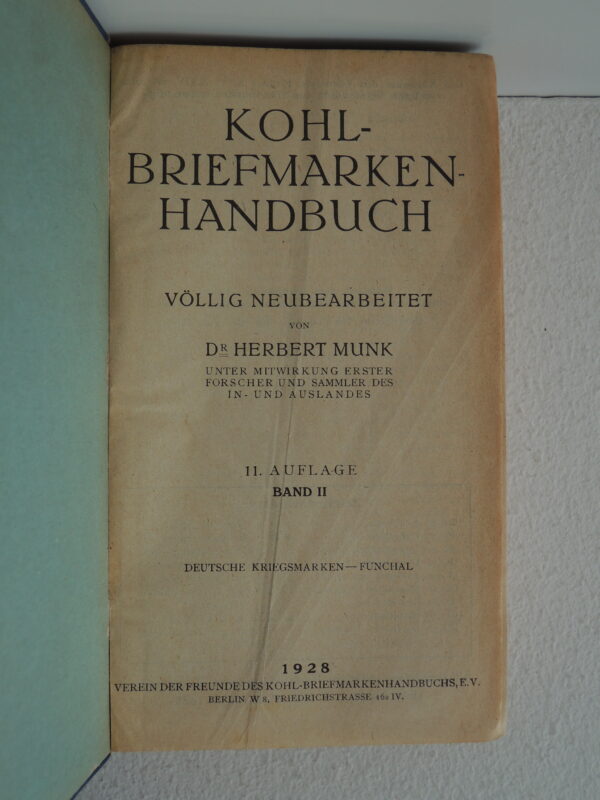 KOHL-
BRIEFMARKEN-
HANDBUCH
VÖLLIG NEUBEARBEITET
VON
DR HERBERT MUNK
UNTER MITWIRKUNG ERSTER
FORSCHER UND SAMMLER DES
IN- UND AUSLANDES
11. AUFLAGE
BAND II
DEUTSCHE KRIEGSMARKEN—FUNCHAL
1928
VEREIN DER FREUNDE DES KOHL-BRIEFMARKENHANDBUCHS, E.V.
BERLIN W 8, FRIEDRICHSTRASSE IV.